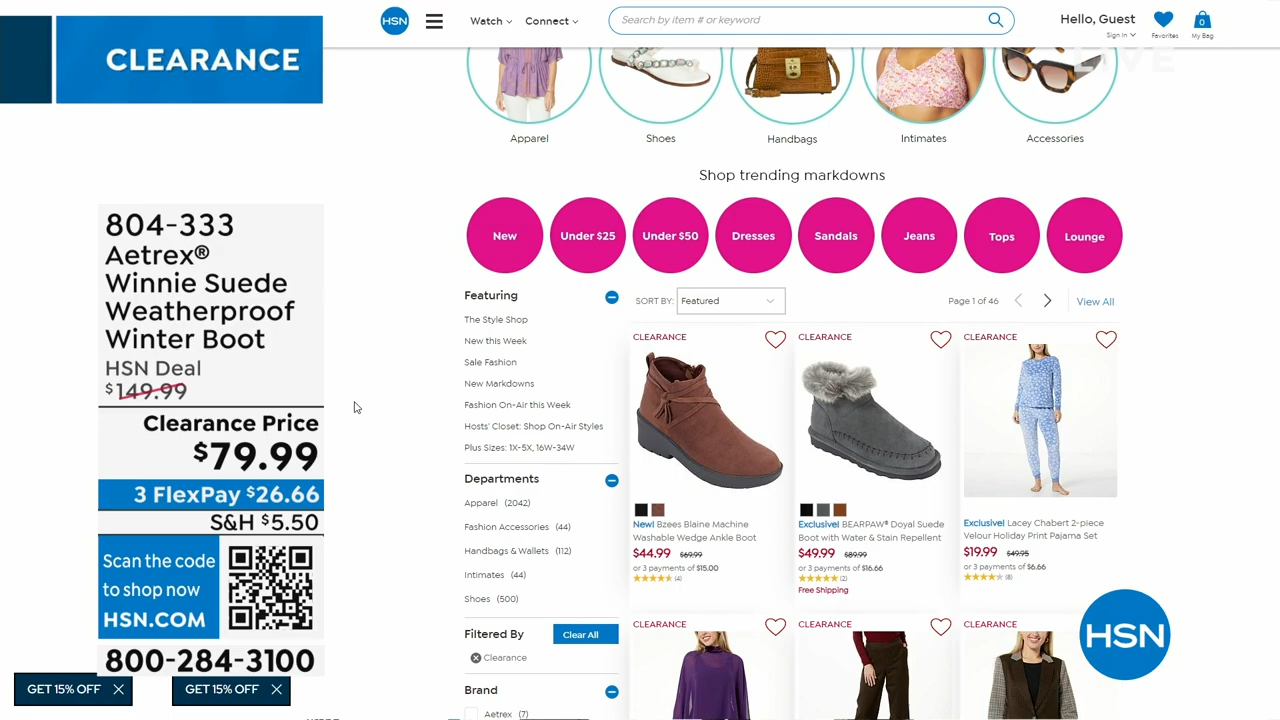 CLEARANCE
HSN
Watch
Connect
Search by item # or keyword
Hello, Guest
Sign In
Favorites
0
My Bag
LIVE
Apparel
Shoes
Handbags
Intimates
Accessories
Shop trending markdowns
New
Under $25
Under $50
Dresses
Sandals
Jeans
Tops
Lounge
804-333
Aetrex®
Winnie Suede
Weatherproof
Winter Boot
HSN Deal
$149.99
Clearance Price
$79.99
3 FlexPay $26.66
S&H $5.50
Scan the code
to shop now
HSN.COM
800-284-3100
GET 15% OFF
GET 15% OFF
Featuring
The Style Shop
New this Week
Sale Fashion
New Markdowns
Fashion On-Air this Week
Hosts' Closet: Shop On-Air Styles
Plus Sizes: 1X-5X, 16W-34W
Departments
Apparel (2042)
Fashion Accessories (44)
Handbags & Wallets (112)
Intimates (44)
Shoes (500)
Filtered By
Clear All
Clearance
Brand
Aetrex (7)
SORT BY: Featured
Page 1 of 46
View All
CLEARANCE
New! Bzees Blaine Machine
Washable Wedge Ankle Boot
$44.99 $69.99
or 3 payments of $15.00
(4)
CLEARANCE
Exclusive! BEARPAW® Doyal Suede
Boot with Water & Stain Repellent
$49.99 $89.99
or 3 payments of $16.66
(2)
Free Shipping
CLEARANCE
Exclusive! Lacey Chabert 2-piece
Velour Holiday Print Pajama Set
$19.99 $49.95
or 3 payments of $6.66
(8)
CLEARANCE
CLEARANCE
CLEARANCE
HSN